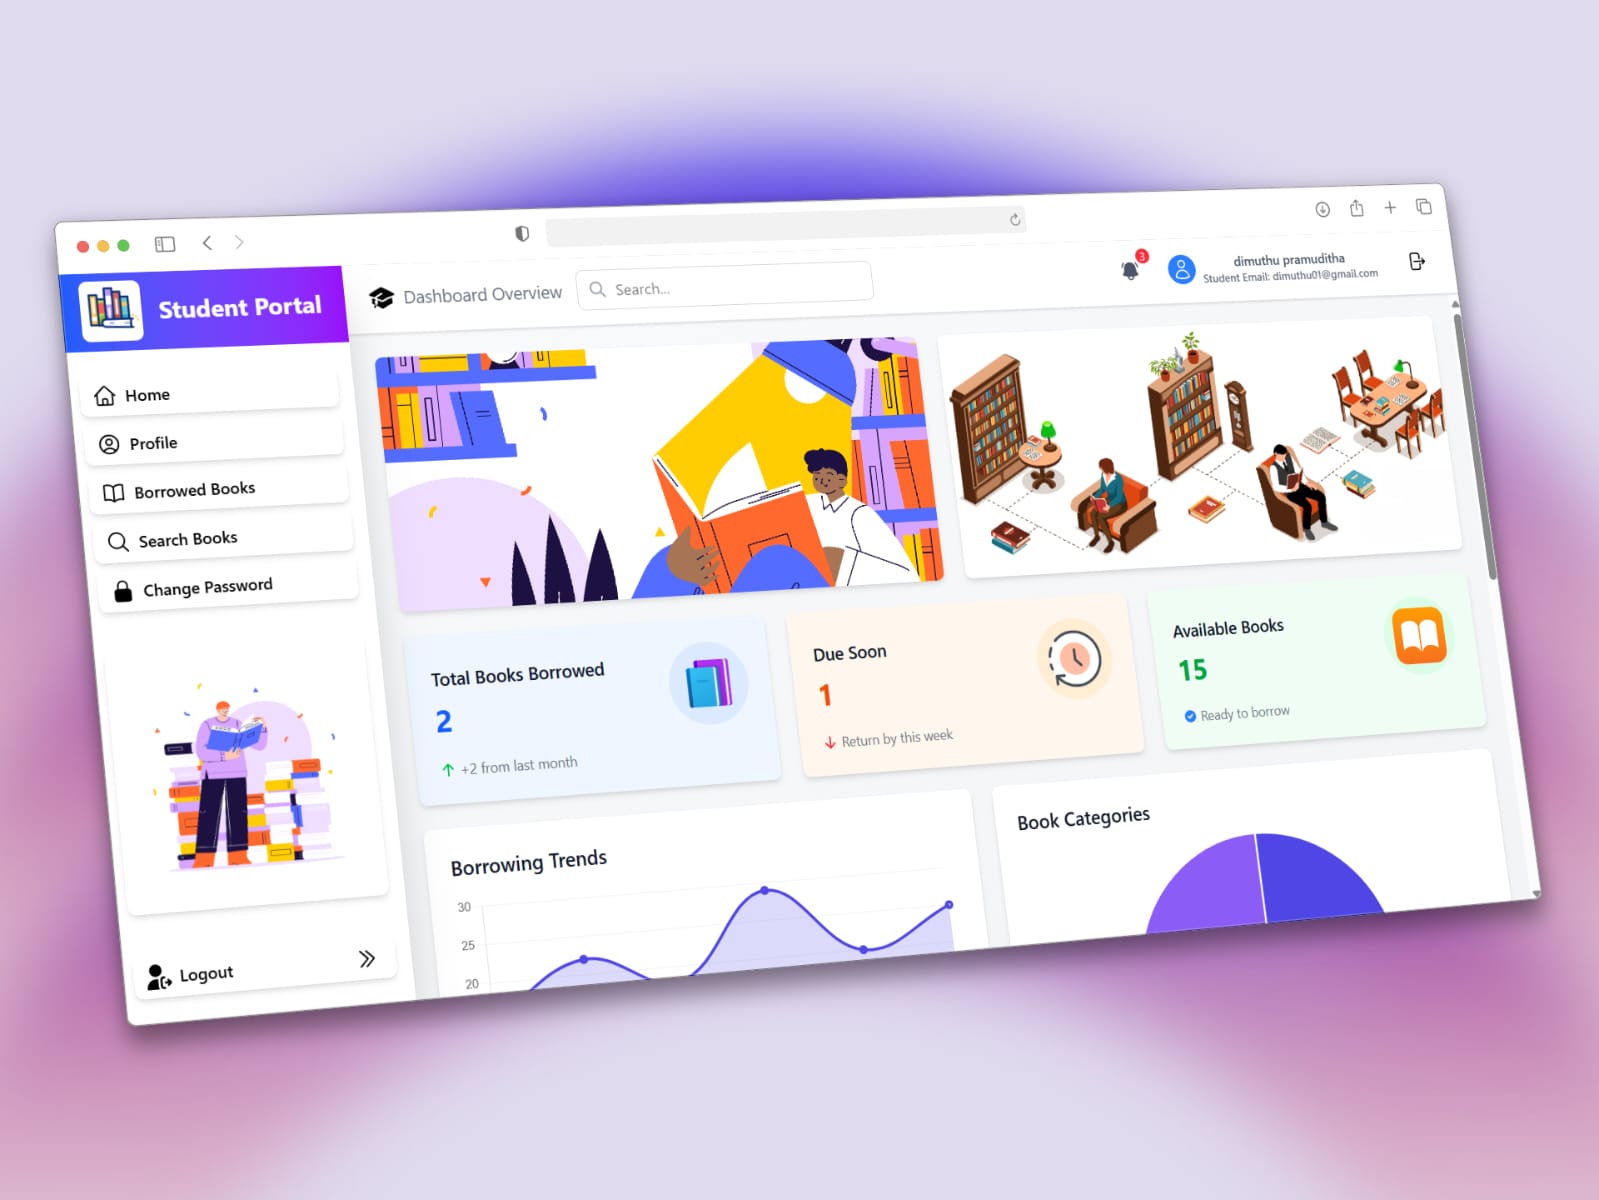 Student Portal
Home
Profile
Borrowed Books
Search Books
Change Password
Logout
Dashboard Overview
Search...
3
dimuthu pramuditha
Student Email: dimuthu01@gmail.com
Total Books Borrowed
2
+2 from last month
Due Soon
1
Return by this week
Available Books
15
Ready to borrow
Borrowing Trends
30
25
20
Book Categories